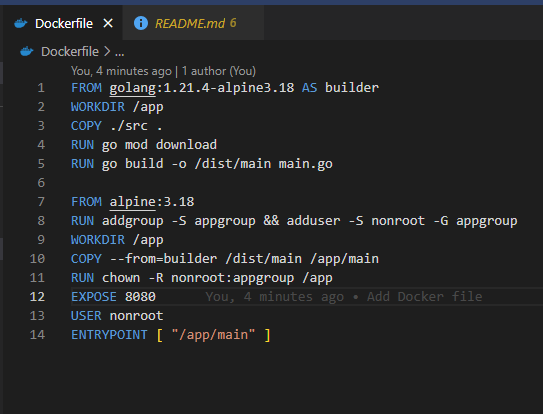 Dockerfile README.md 6
Dockerfile > ...
You, 4 minutes ago | 1 author (You)
1 FROM golang:1.21.4-alpine3.18 AS builder
2 WORKDIR /app
3 COPY ./src .
4 RUN go mod download
5 RUN go build -o /dist/main main.go
6
7 FROM alpine:3.18
8 RUN addgroup -S appgroup && adduser -S nonroot -G appgroup
9 WORKDIR /app
10 COPY --from=builder /dist/main /app/main
11 RUN chown -R nonroot:appgroup /app
12 EXPOSE 8080 You, 4 minutes ago • Add Docker file
13 USER nonroot
14 ENTRYPOINT [ "/app/main" ]